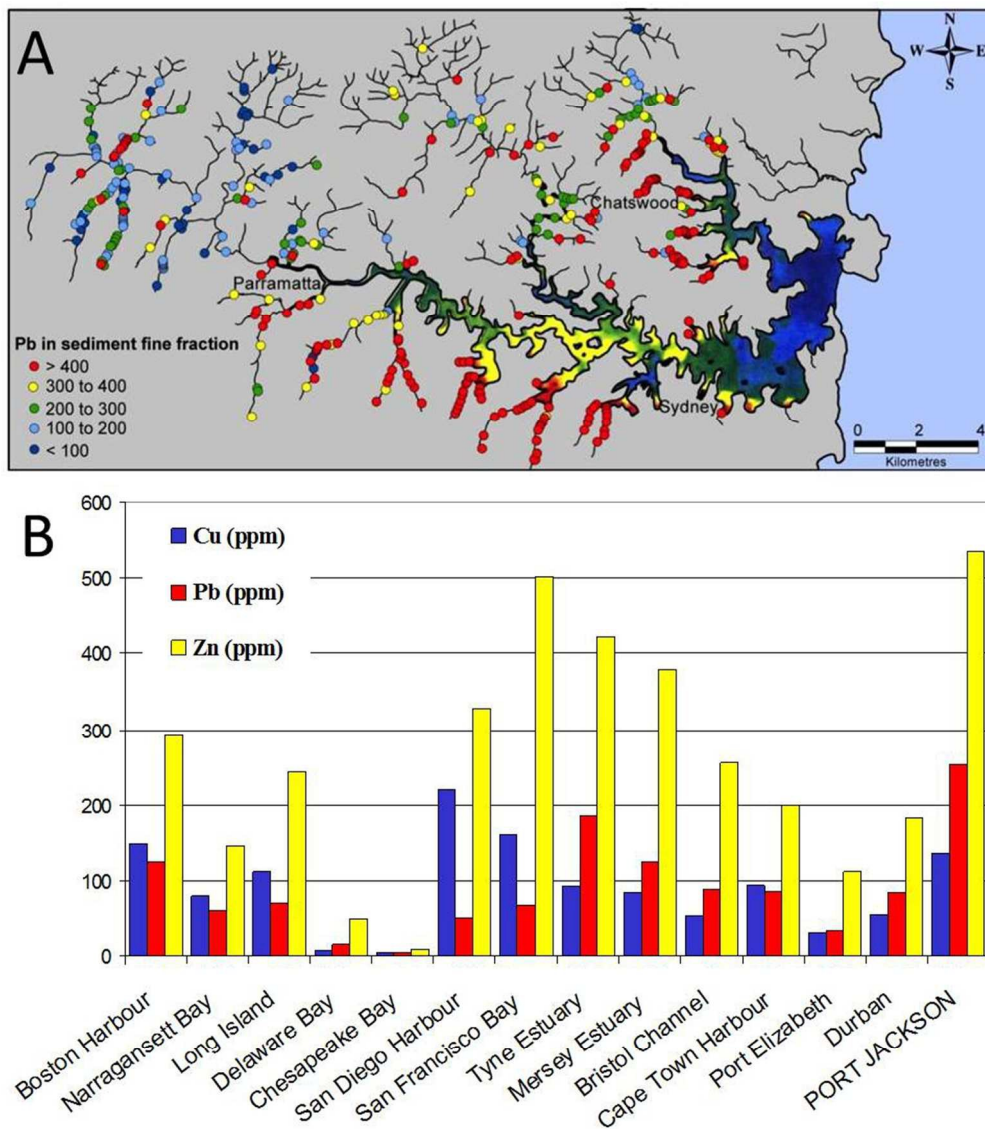 A
N
W E
S
Chatswood
Parramatta
Sydney
Pb in sediment fine fraction
> 400
300 to 400
200 to 300
100 to 200
< 100
0 2 4
Kilometres
B
600
500
400
300
200
100
0
Cu (ppm)
Pb (ppm)
Zn (ppm)
Boston Harbour
Narragansett Bay
Long Island
Delaware Bay
Chesapeake Bay
San Diego Harbour
San Francisco Bay
Tyne Estuary
Mersey Estuary
Bristol Channel
Cape Town Harbour
Port Elizabeth
Durban
PORT JACKSON